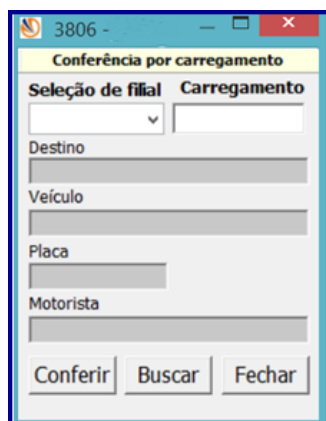 3806 -
Conferência por carregamento
Seleção de filial Carregamento
Destino
Veículo
Placa
Motorista
Conferir Buscar Fechar